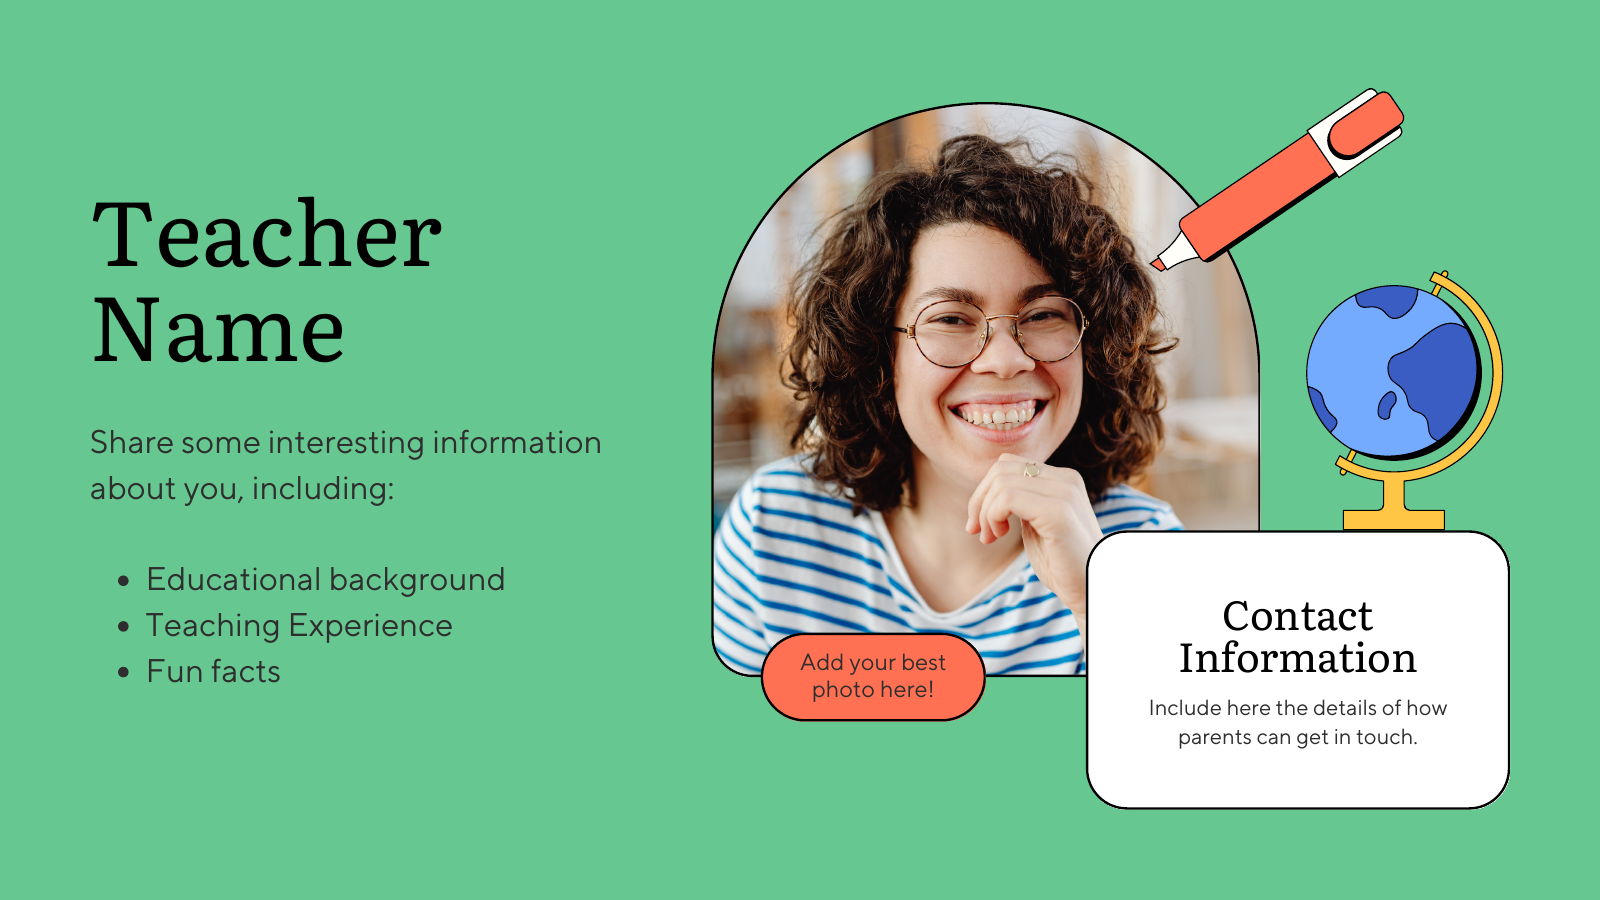 Teacher
Name
Share some interesting information
about you, including:
Educational background
Teaching Experience
Fun facts
Add your best
photo here!
Contact
Information
Include here the details of how
parents can get in touch.